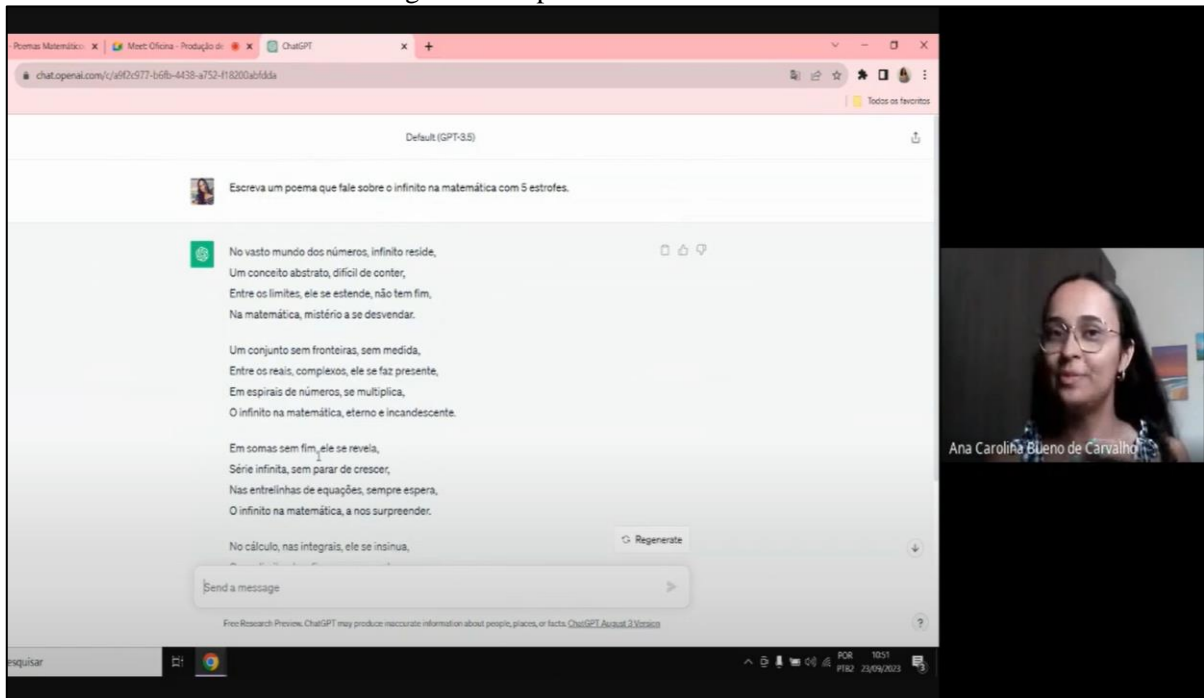 Poemas Matemático
Meet: Oficina - Produção de
ChatGPT
chat.openai.com/c/a9f2c977-b6fb-4438-a752-f18200abfdda
Todos os favoritos
Default (GPT-3.5)
Escreva um poema que fale sobre o infinito na matemática com 5 estrofes.
No vasto mundo dos números, infinito reside,
Um conceito abstrato, difícil de conter,
Entre os limites, ele se estende, não tem fim,
Na matemática, mistério a se desvendar.
Um conjunto sem fronteiras, sem medida,
Entre os reais, complexos, ele se faz presente,
Em espirais de números, se multiplica,
O infinito na matemática, eterno e incandescente.
Em somas sem fim, ele se revela,
Série infinita, sem parar de crescer,
Nas entrelinhas de equações, sempre espera,
O infinito na matemática, a nos surpreender.
Regenerate
No cálculo, nas integrais, ele se insinua,
Send a message
Free Research Preview. ChatGPT may produce inaccurate information about people, places, or facts. ChatGPT August 3 Version
?
esquisar
POR
PTB2
10:51
23/09/2023
Ana Carolina Bueno de Carvalho